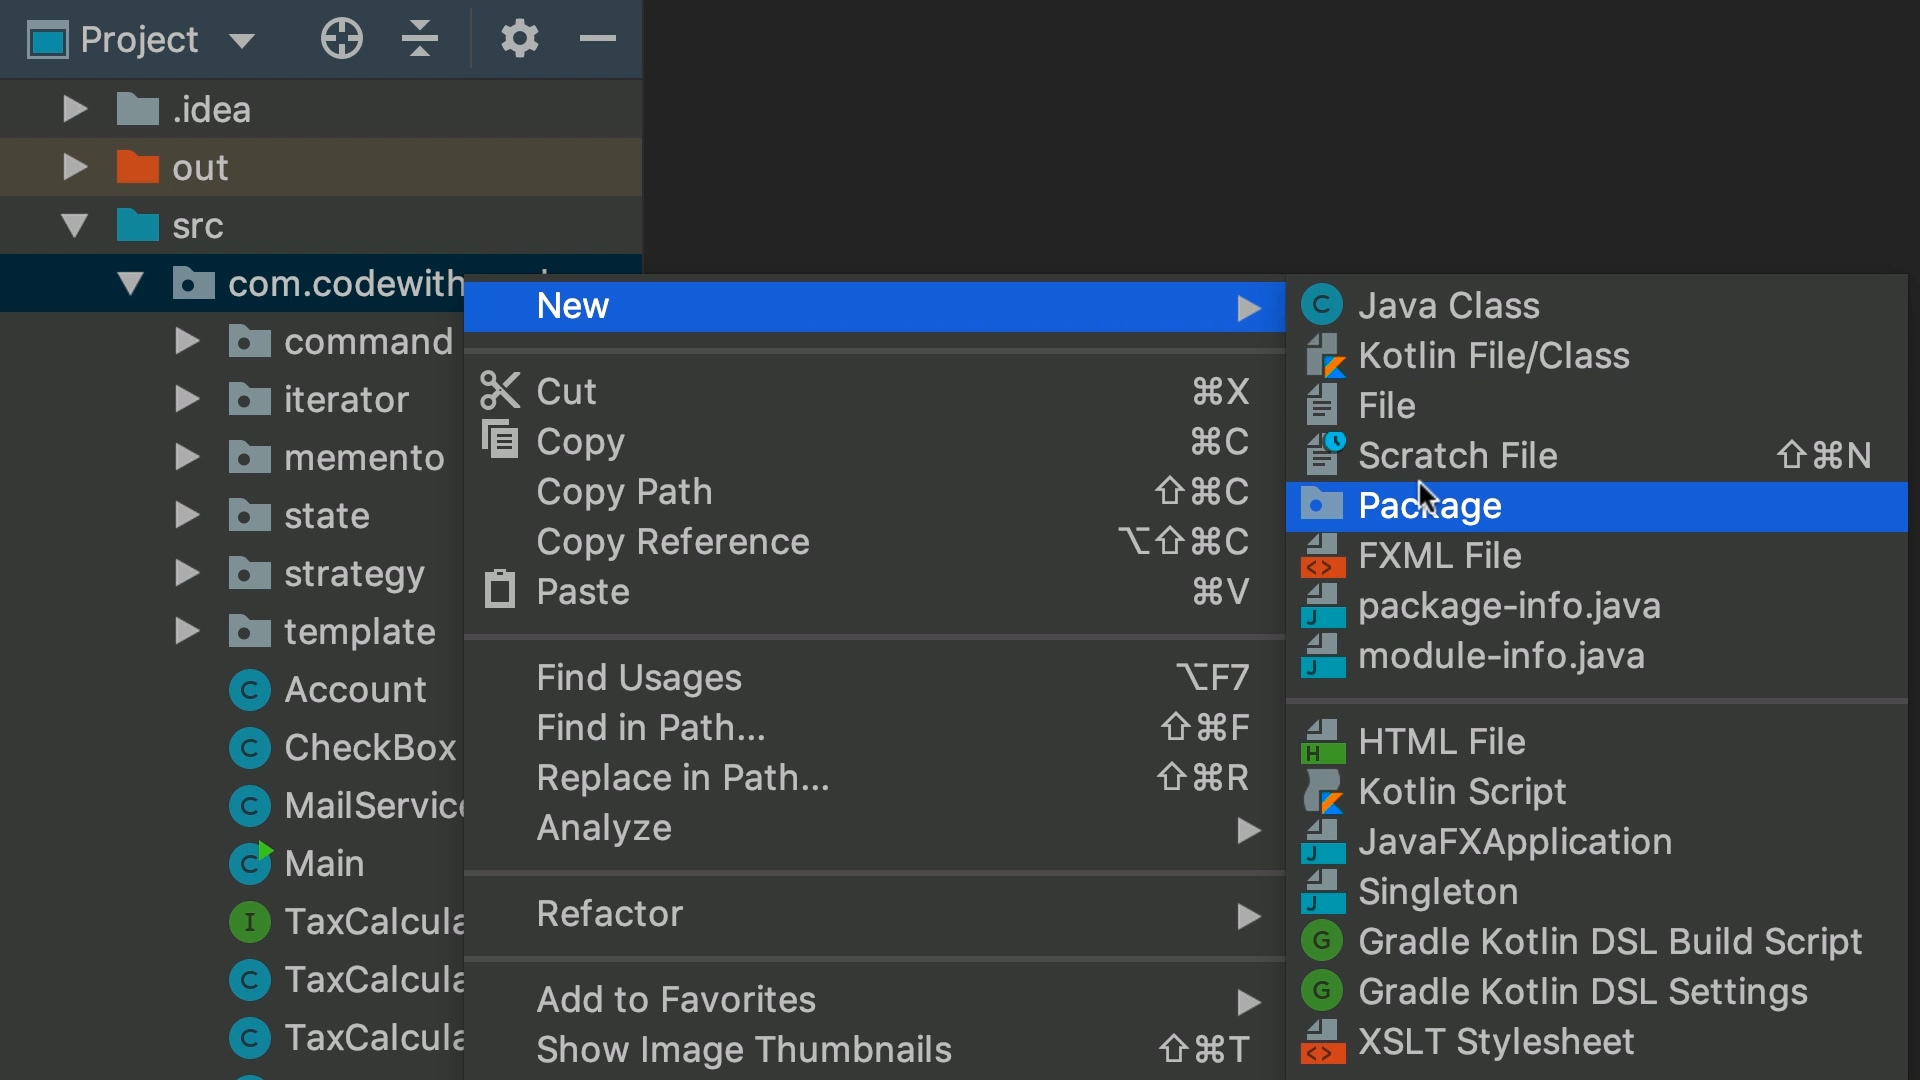 Project
.idea
out
src
com.codewith
command
iterator
memento
state
strategy
template
Account
CheckBox
MailService
Main
TaxCalcula
TaxCalcula
TaxCalcula
New
Cut ⌘X
Copy ⌘C
Copy Path ⇧⌘C
Copy Reference ⌥⇧⌘C
Paste ⌘V
Find Usages ⌥F7
Find in Path... ⇧⌘F
Replace in Path... ⇧⌘R
Analyze
Refactor
Add to Favorites
Show Image Thumbnails ⇧⌘T
Java Class
Kotlin File/Class
File
Scratch File ⇧⌘N
Package
FXML File
package-info.java
module-info.java
HTML File
Kotlin Script
JavaFXApplication
Singleton
Gradle Kotlin DSL Build Script
Gradle Kotlin DSL Settings
XSLT Stylesheet